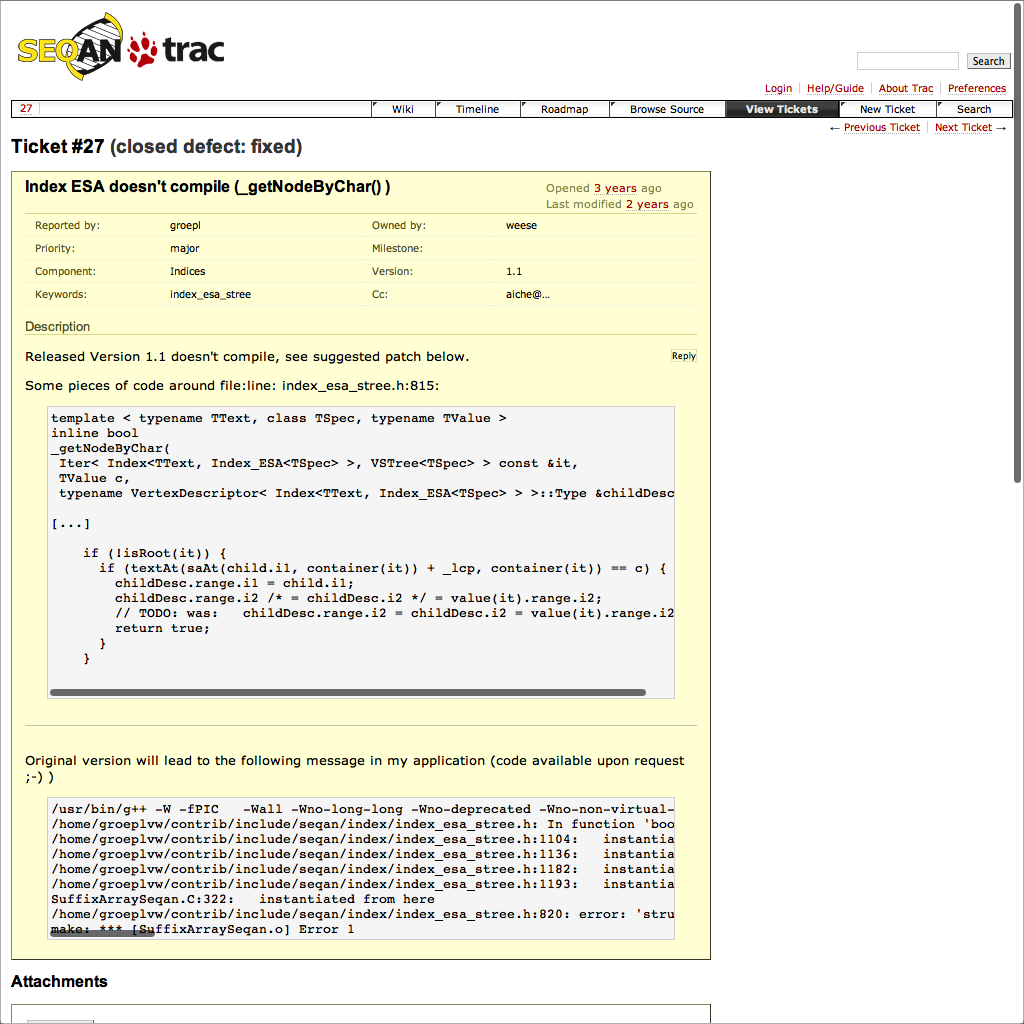 SEQAN trac
Search
Login Help/Guide About Trac Preferences
27 Wiki Timeline Roadmap Browse Source View Tickets New Ticket Search
← Previous Ticket Next Ticket →
Ticket #27 (closed defect: fixed)
Index ESA doesn't compile (_getNodeByChar() )
Opened 3 years ago
Last modified 2 years ago
Reported by: groepl Owned by: weese
Priority: major Milestone:
Component: Indices Version: 1.1
Keywords: index_esa_stree Cc: aiche@...
Description
Released Version 1.1 doesn't compile, see suggested patch below. Reply
Some pieces of code around file:line: index_esa_stree.h:815:
template < typename TText, class TSpec, typename TValue >
inline bool
_getNodeByChar(
Iter< Index<TText, Index_ESA<TSpec> >, VSTree<TSpec> > const &it,
TValue c,
typename VertexDescriptor< Index<TText, Index_ESA<TSpec> > >::Type &childDesc
[...]
if (!isRoot(it)) {
if (textAt(saAt(child.i1, container(it)) + _lcp, container(it)) == c) {
childDesc.range.i1 = child.i1;
childDesc.range.i2 /* = childDesc.i2 */ = value(it).range.i2;
// TODO: was: childDesc.range.i2 = childDesc.i2 = value(it).range.i2
return true;
}
}
Original version will lead to the following message in my application (code available upon request
;-) )
/usr/bin/g++ -W -fPIC -Wall -Wno-long-long -Wno-deprecated -Wno-non-virtual-
/home/groeplvw/contrib/include/seqan/index/index_esa_stree.h: In function 'boo
/home/groeplvw/contrib/include/seqan/index/index_esa_stree.h:1104: instantia
/home/groeplvw/contrib/include/seqan/index/index_esa_stree.h:1136: instantia
/home/groeplvw/contrib/include/seqan/index/index_esa_stree.h:1182: instantia
/home/groeplvw/contrib/include/seqan/index/index_esa_stree.h:1193: instantia
SuffixArraySeqan.C:322: instantiated from here
/home/groeplvw/contrib/include/seqan/index/index_esa_stree.h:820: error: 'stru
make: *** [SuffixArraySeqan.o] Error 1
Attachments